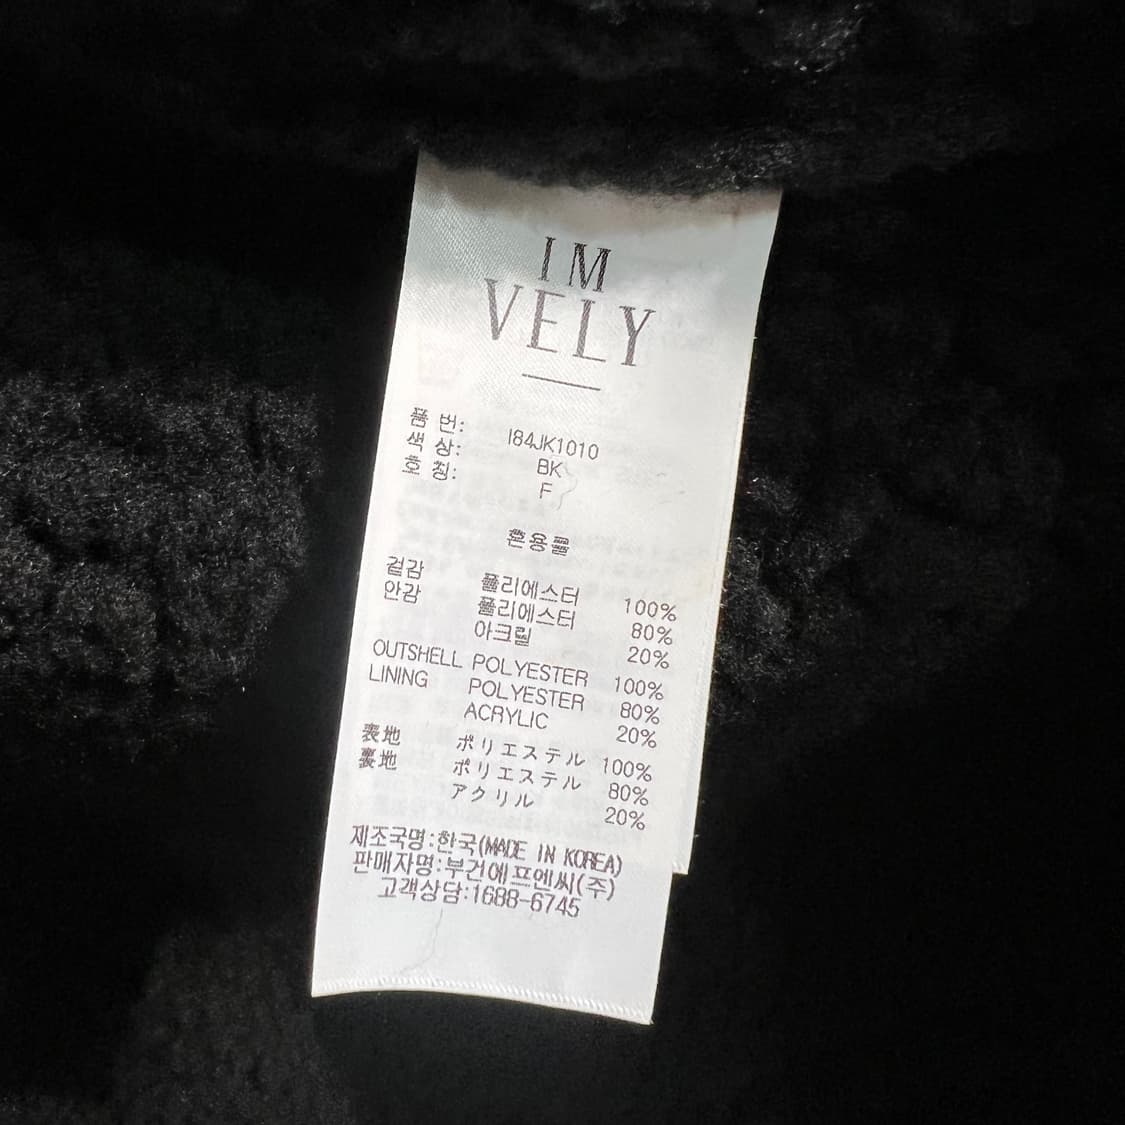 IM
VELY
품 번: I84JK1010
색 상: BK
호 칭: F
혼용률
겉감 폴리에스터 100%
안감 폴리에스터 80%
아크릴 20%
OUTSHELL POLYESTER 100%
LINING POLYESTER 80%
ACRYLIC 20%
表地 ポリエステル 100%
裏地 ポリエステル 80%
アクリル 20%
제조국명:한국(MADE IN KOREA)
판매자명:부건에프엔씨(주)
고객상담:1688-6745